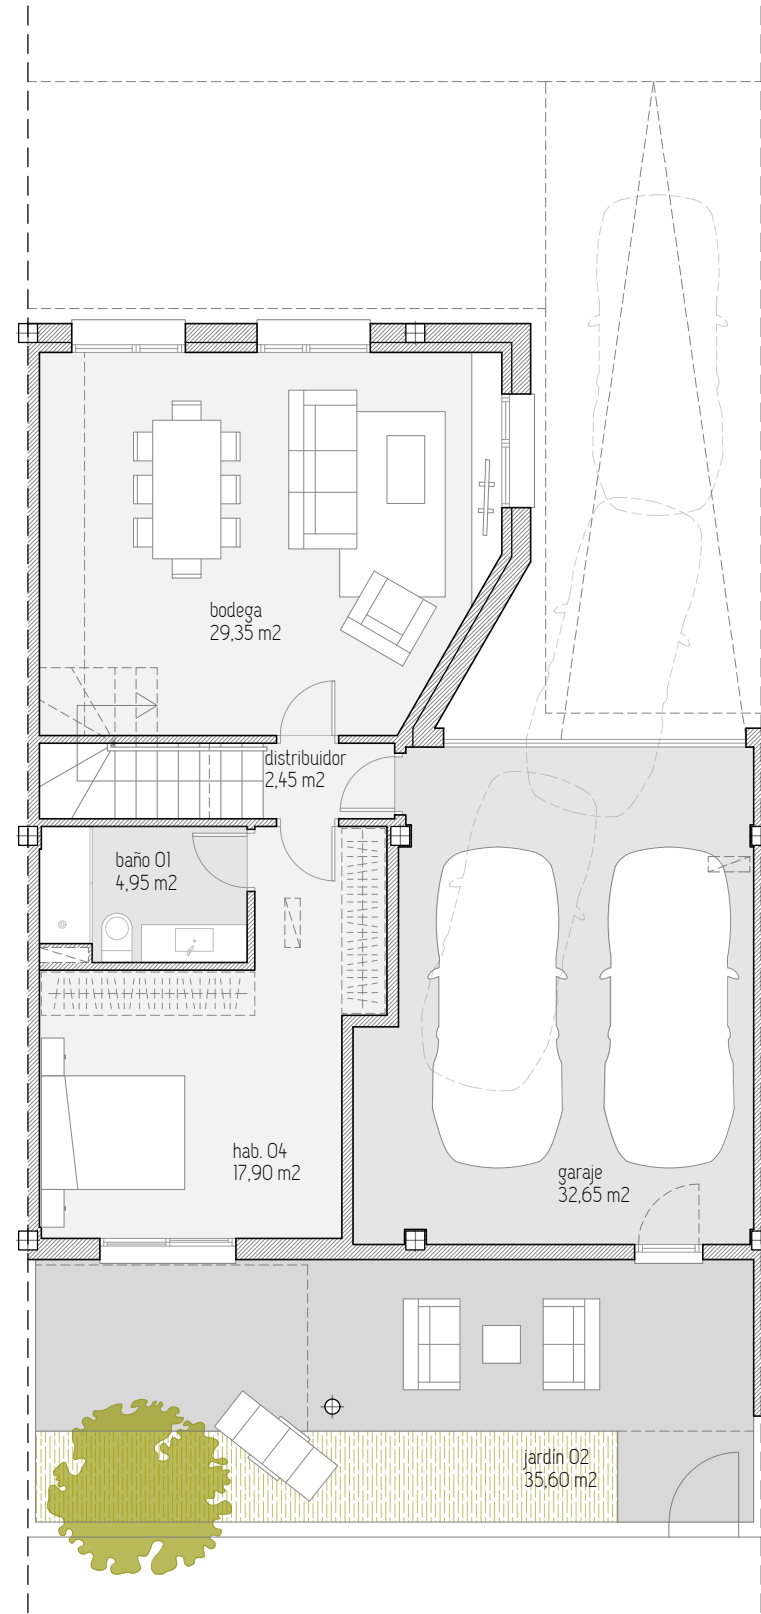 bodega
29,35 m2
distribuidor
2,45 m2
baño 01
4,95 m2
hab. 04
17,90 m2
garaje
32,65 m2
jardín 02
35,60 m2